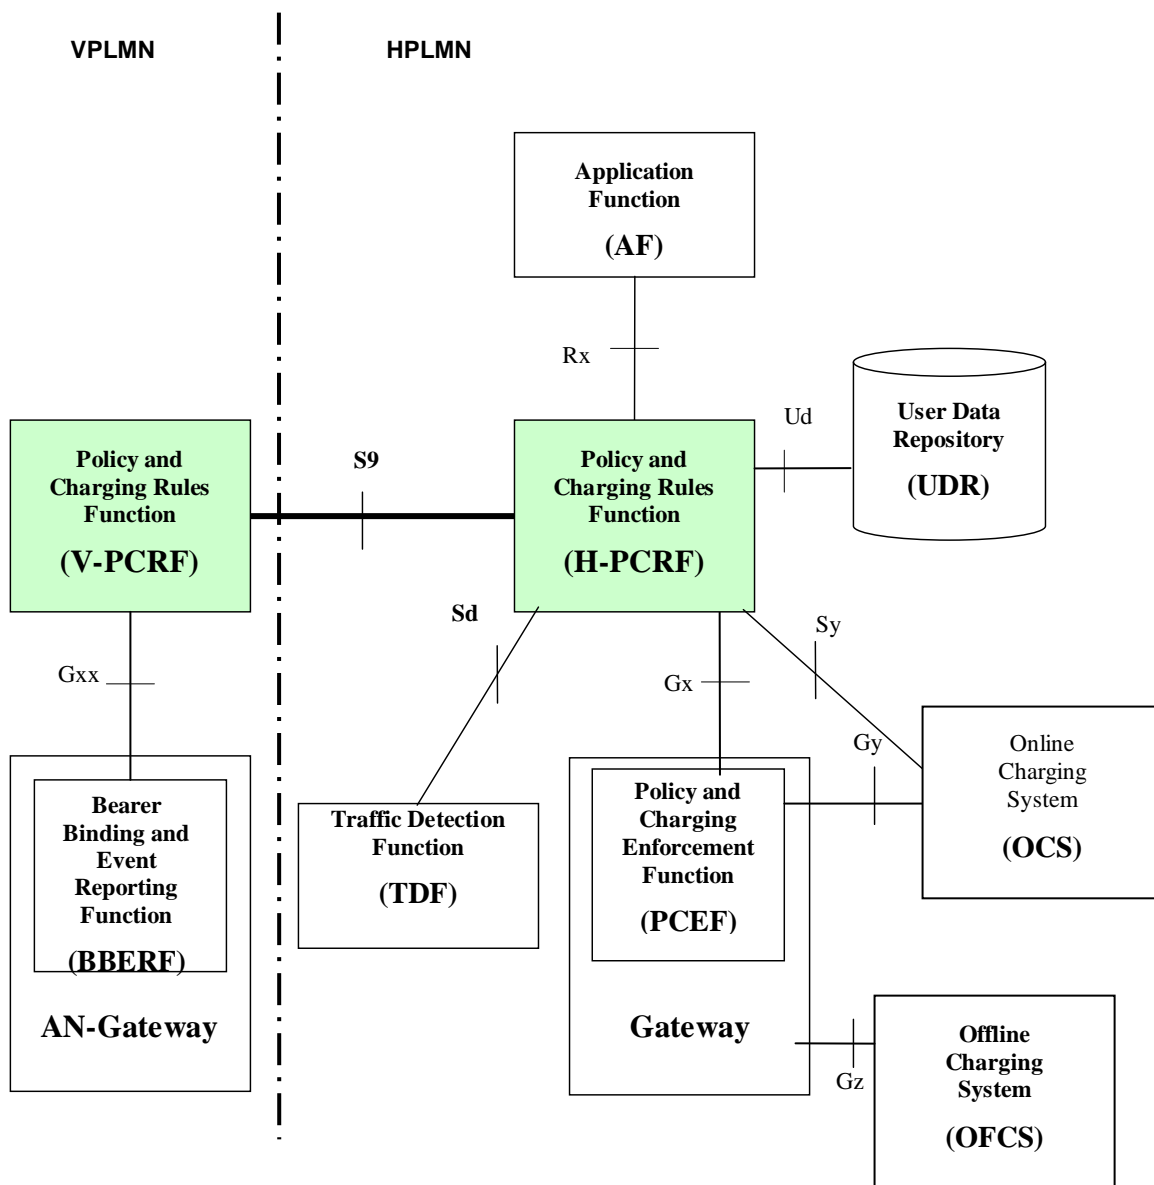 VPLMN
HPLMN
Application
Function
(AF)
Rx
Ud
User Data
Repository
(UDR)
Policy and
Charging Rules
Function
(V-PCRF)
S9
Policy and
Charging Rules
Function
(H-PCRF)
Gxx
Sd
Gx
Sy
Gy
Bearer
Binding and
Event
Reporting
Function
(BBERF)
AN-Gateway
Traffic Detection
Function
(TDF)
Policy and
Charging
Enforcement
Function
(PCEF)
Gateway
Online
Charging
System
(OCS)
Gz
Offline
Charging
System
(OFCS)